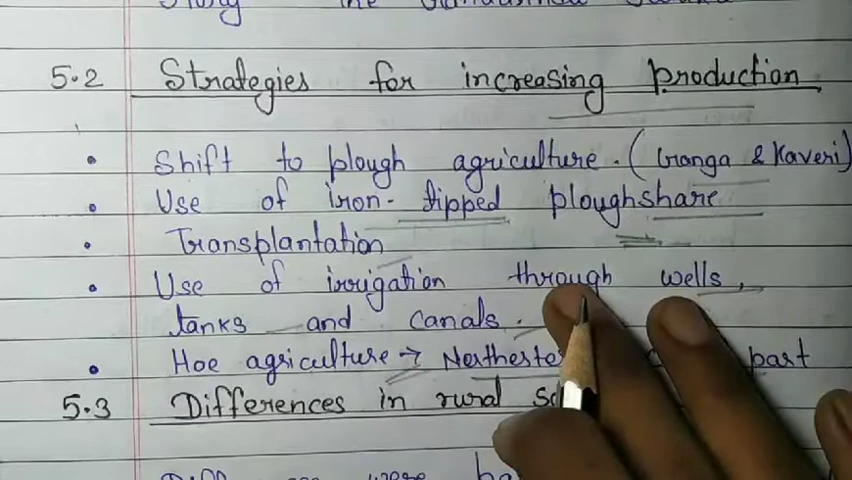 5.2 Strategies for increasing production
• Shift to plough agriculture. (Ganga & Kaveri)
• Use of iron-tipped ploughshare
• Transplantation
• Use of irrigation through wells,
tanks and canals.
• Hoe agriculture → part
5.3 Differences in rural